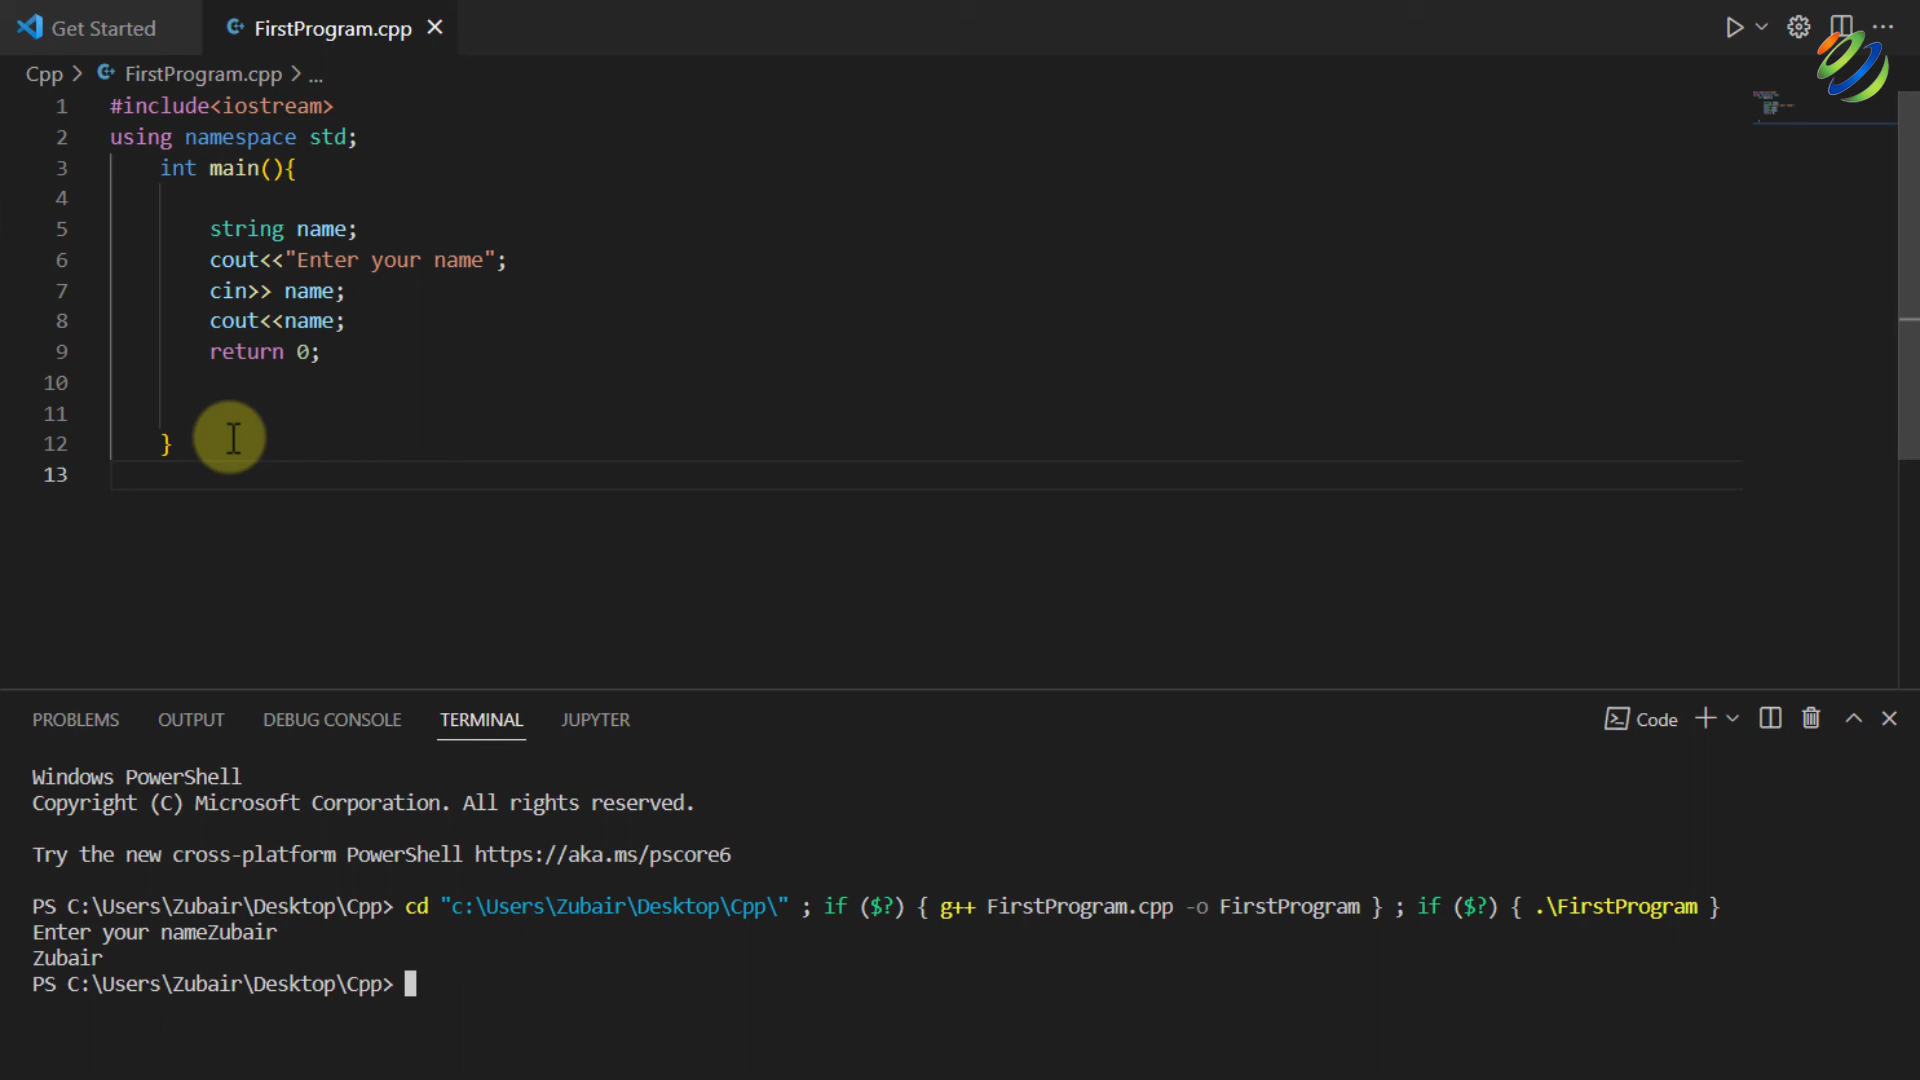 Get Started
FirstProgram.cpp
Cpp > FirstProgram.cpp > ...
1 #include<iostream>
2 using namespace std;
3 int main(){
4
5 string name;
6 cout<<"Enter your name";
7 cin>> name;
8 cout<<name;
9 return 0;
10
11
12 }
13
PROBLEMS OUTPUT DEBUG CONSOLE TERMINAL JUPYTER
Code
Windows PowerShell
Copyright (C) Microsoft Corporation. All rights reserved.
Try the new cross-platform PowerShell https://aka.ms/pscore6
PS C:\Users\Zubair\Desktop\Cpp> cd "c:\Users\Zubair\Desktop\Cpp\" ; if ($?) { g++ FirstProgram.cpp -o FirstProgram } ; if ($?) { .\FirstProgram }
Enter your nameZubair
Zubair
PS C:\Users\Zubair\Desktop\Cpp>